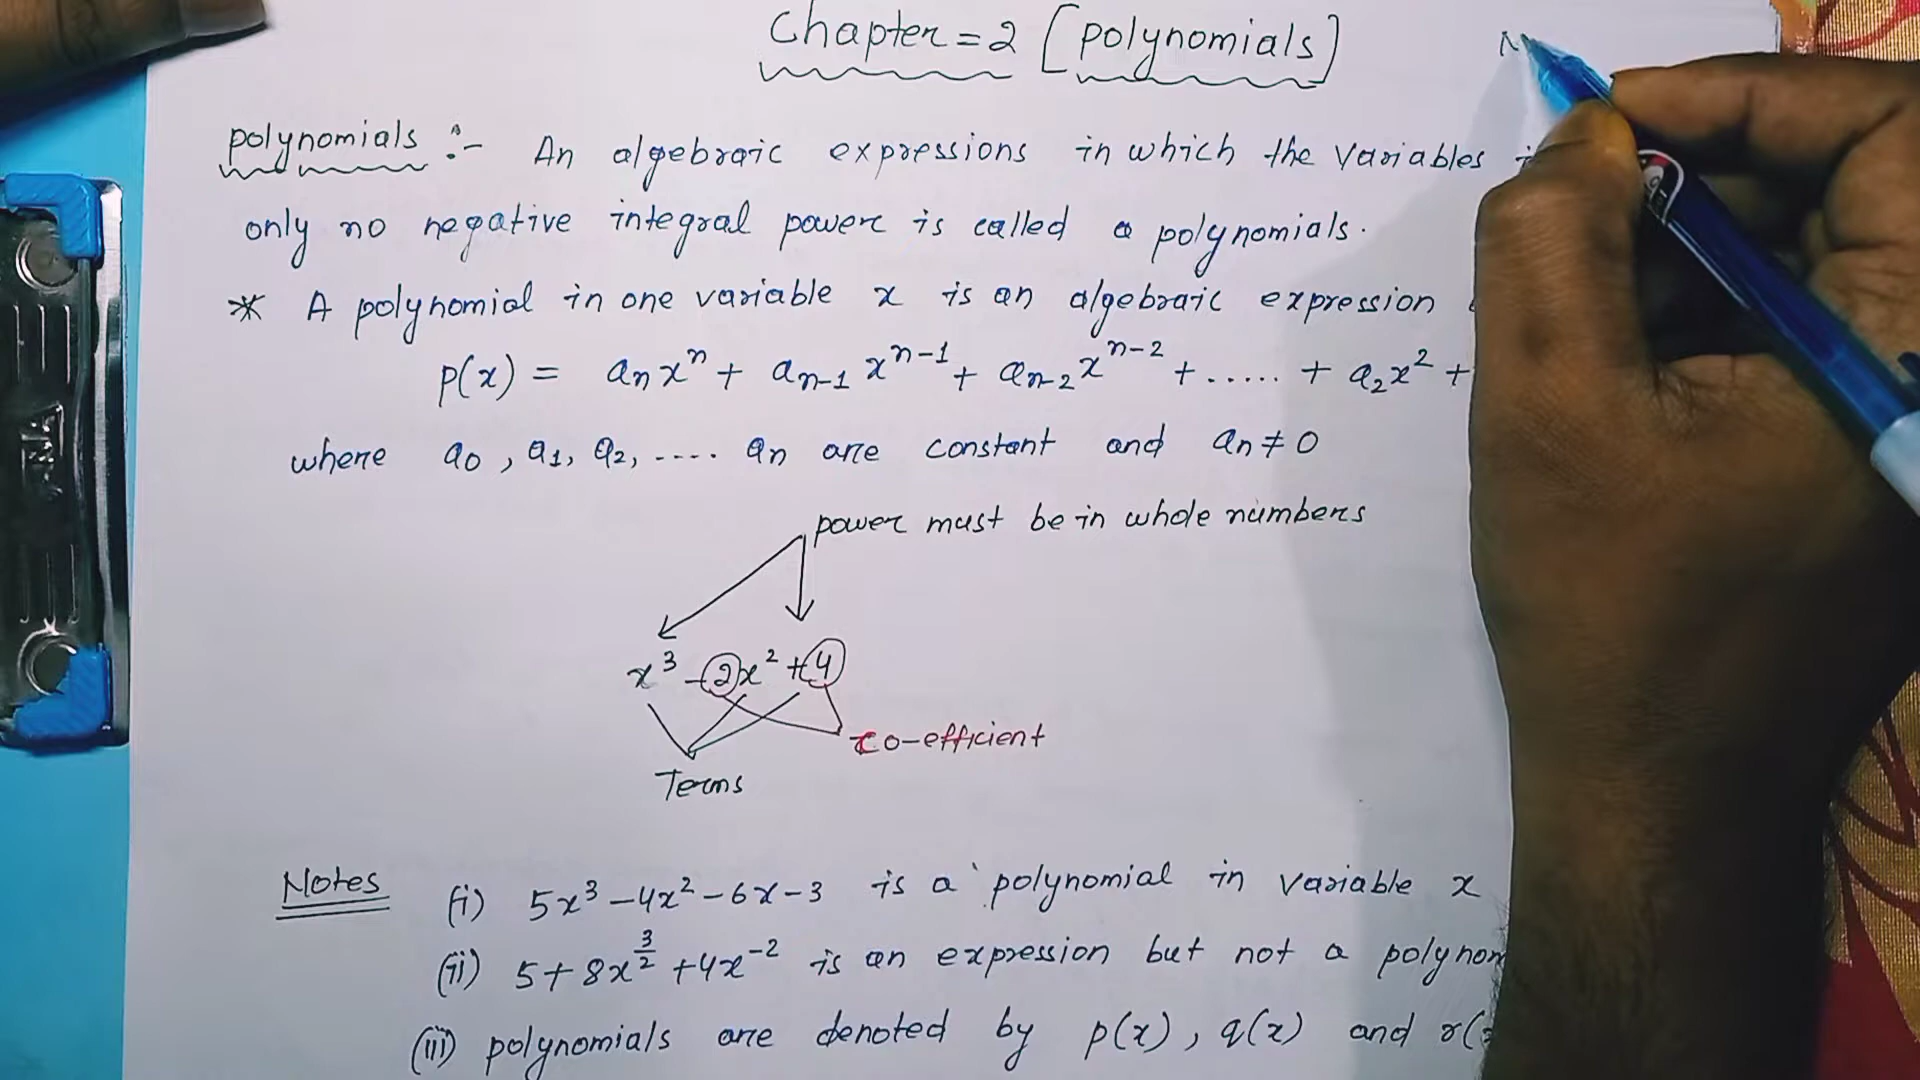 Chapter = 2 [polynomials]
N
polynomials :- An algebraic expressions in which the variables
only no negative integral power is called a polynomials.
* A polynomial in one variable x is an algebraic expression
p(x) = aₙxⁿ + aₙ₋₁ xⁿ⁻¹ + aₙ₋₂ xⁿ⁻² + ..... + a₂x² +
where a₀, a₁, a₂, .... aₙ are constant and aₙ ≠ 0
power must be in whole numbers
x³ - 2x² + 4
co-efficient
Terms
Notes (i) 5x³ - 4x² - 6x - 3 is a polynomial in variable x
(ii) 5 + 8x^(3/2) + 4x⁻² is an expression but not a polynom
(iii) polynomials are denoted by p(x), q(x) and r(x